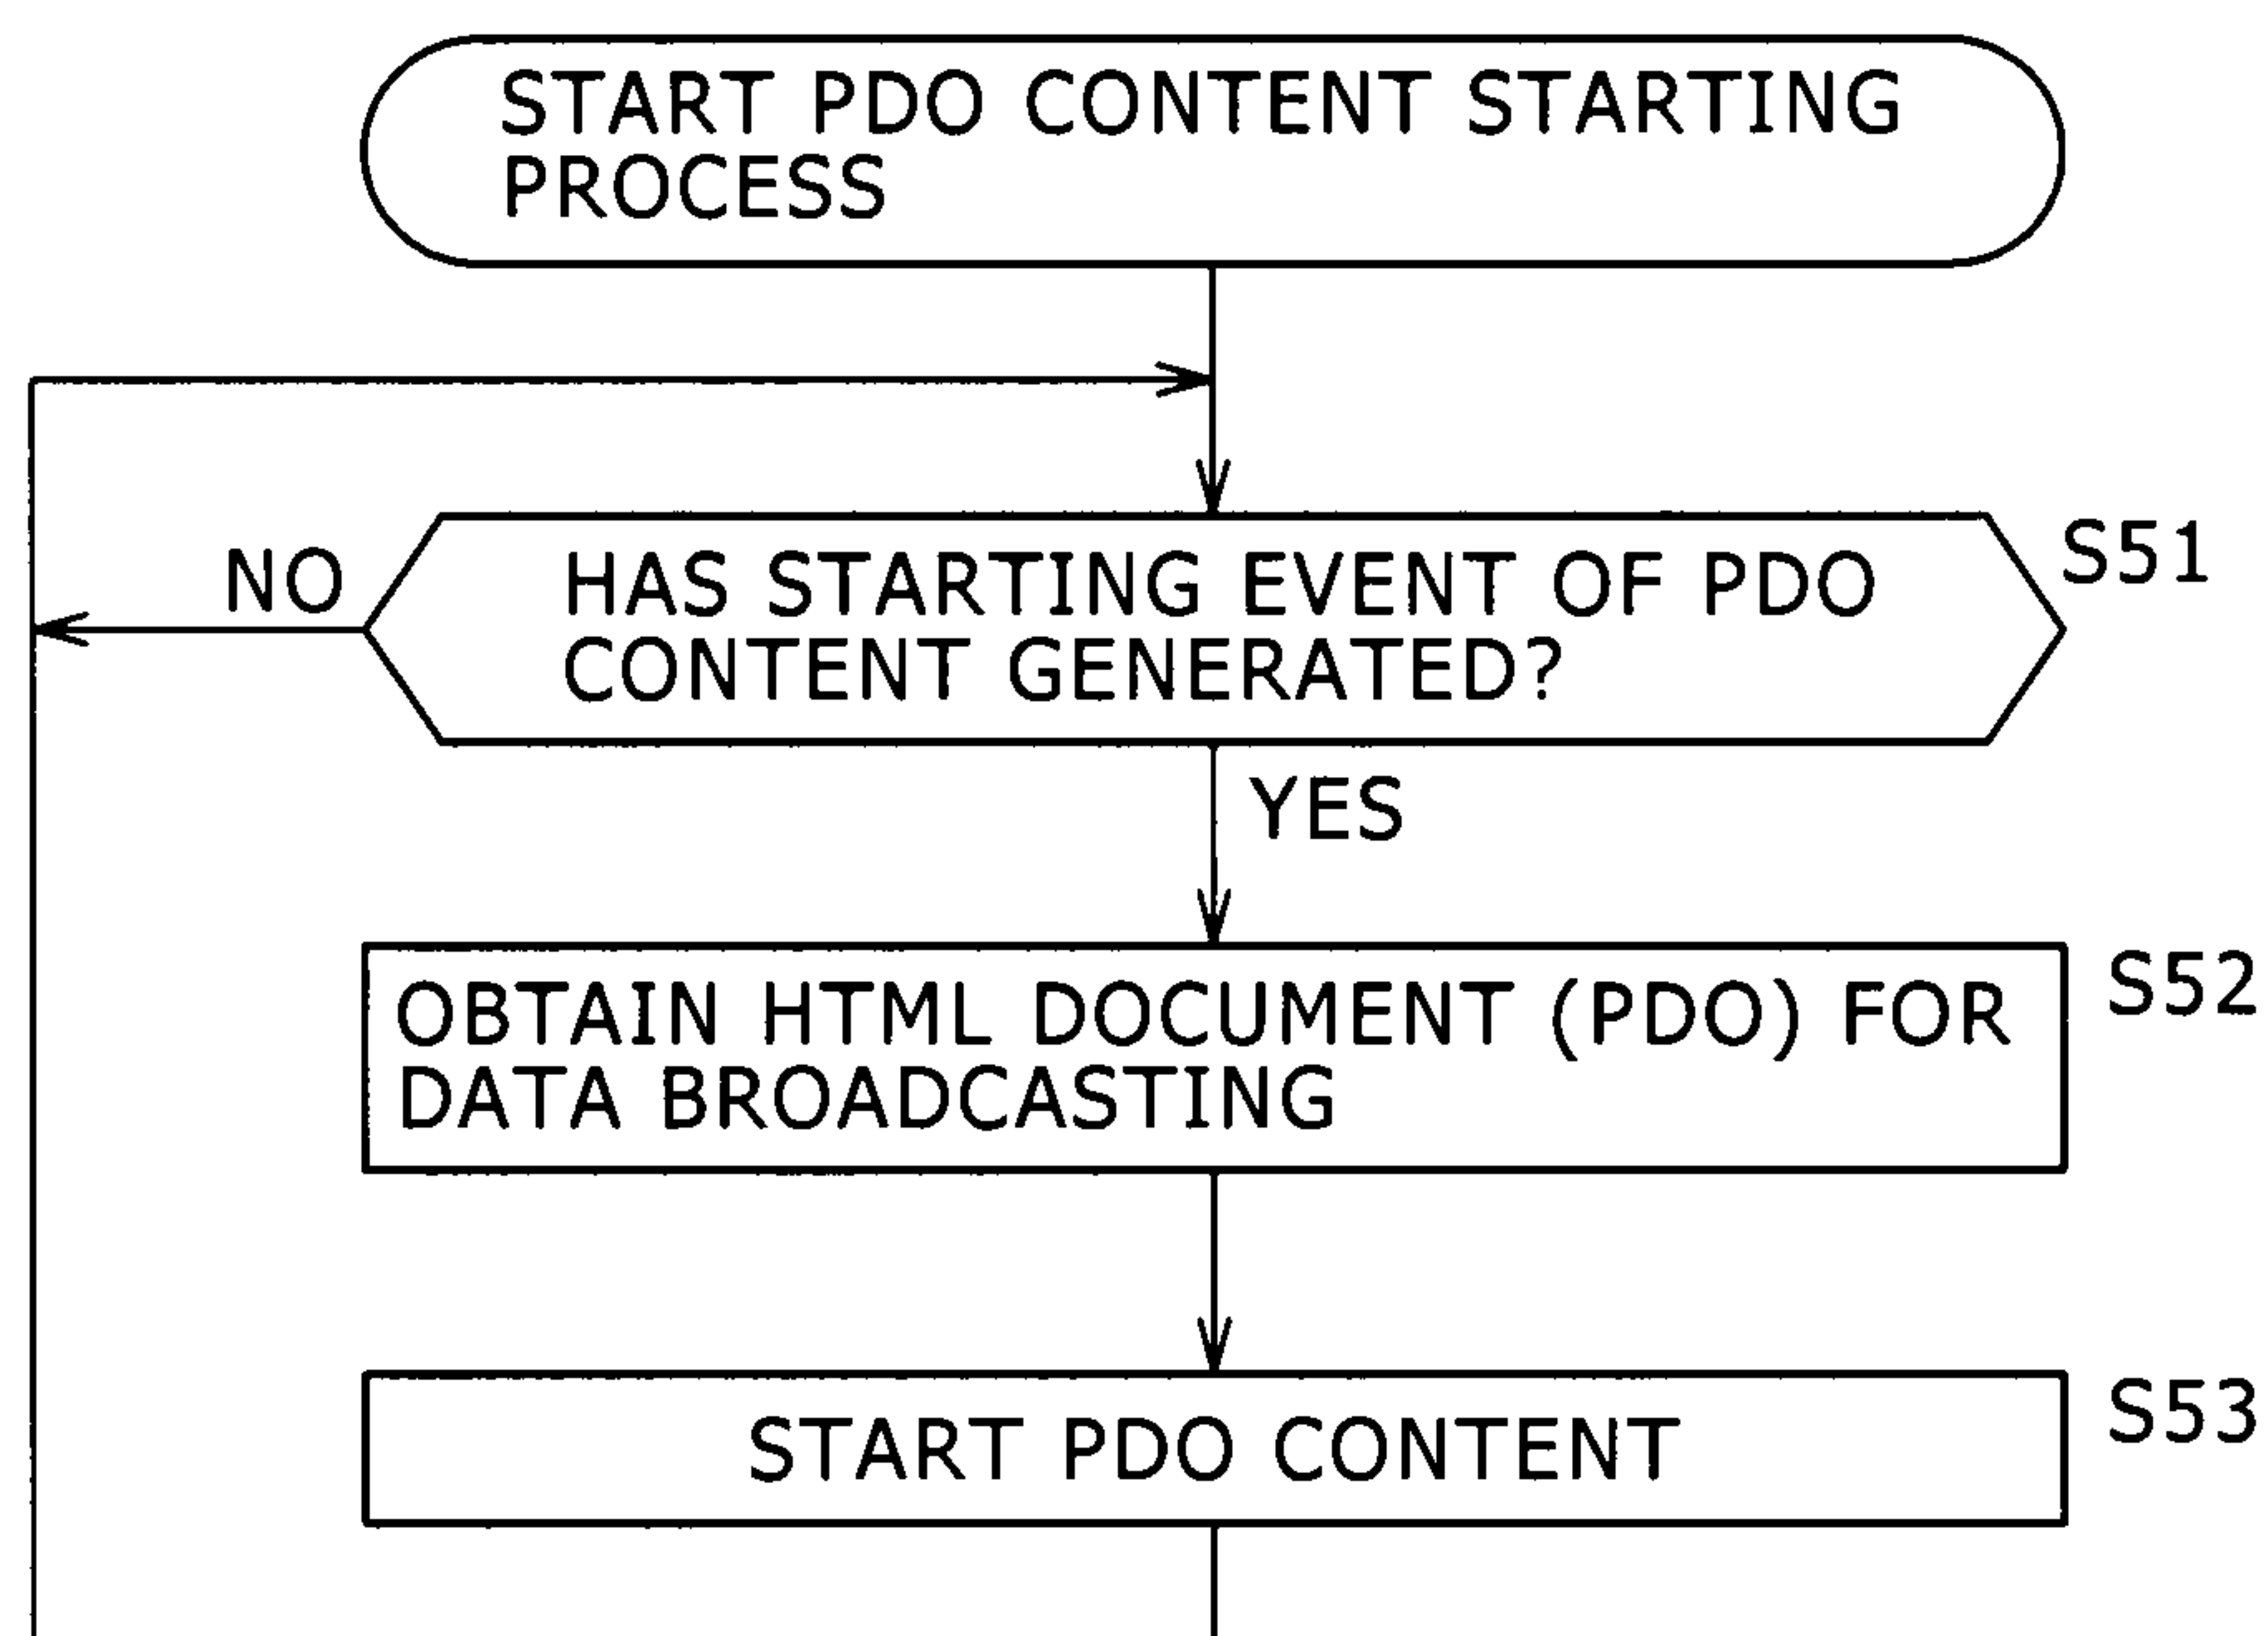 START PDO CONTENT STARTING
PROCESS
NO
HAS STARTING EVENT OF PDO
CONTENT GENERATED?
S51
YES
OBTAIN HTML DOCUMENT (PDO) FOR
DATA BROADCASTING
S52
START PDO CONTENT
S53